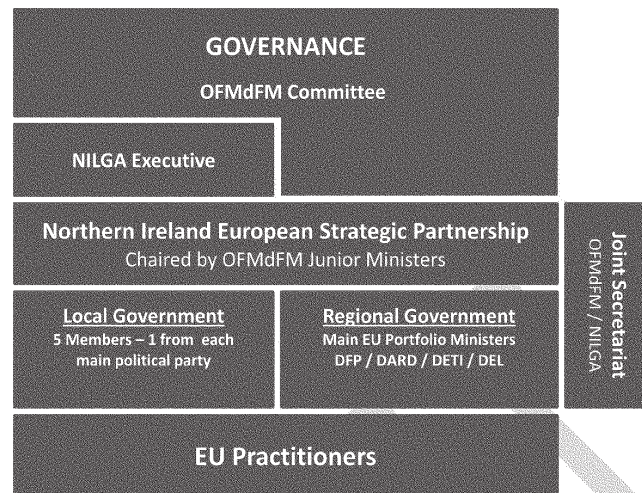 GOVERNANCE
OFMdFM Committee
NILGA Executive
Northern Ireland European Strategic Partnership
Chaired by OFMdFM Junior Ministers
Local Government
5 Members – 1 from each
main political party
Regional Government
Main EU Portfolio Ministers
DFP / DARD / DETI / DEL
Joint Secretariat
OFMdFM / NILGA
EU Practitioners